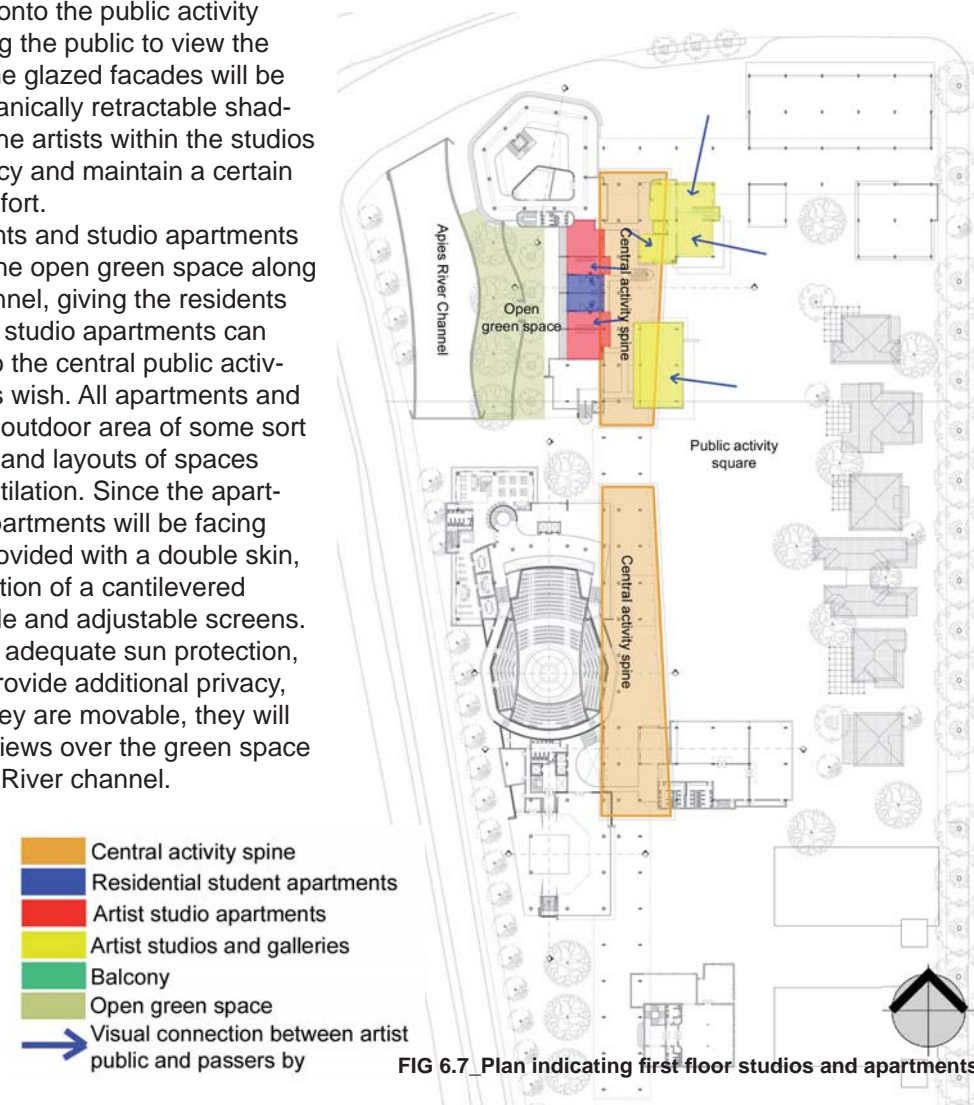 onto the public activity
g the public to view the
ne glazed facades will be
anically retractable shad-
he artists within the studios
cy and maintain a certain
fort.
nts and studio apartments
he open green space along
nnel, giving the residents
studio apartments can
o the central public activ-
s wish. All apartments and
outdoor area of some sort
and layouts of spaces
tilation. Since the apart-
partments will be facing
rovided with a double skin,
tion of a cantilevered
le and adjustable screens.
adequate sun protection,
rovide additional privacy,
ey are movable, they will
iews over the green space
River channel.
Apies River Channel
Open
green space
Central activity spine
Public activity
square
Central activity spine
Central activity spine
Residential student apartments
Artist studio apartments
Artist studios and galleries
Balcony
Open green space
Visual connection between artist
public and passers by
FIG 6.7_Plan indicating first floor studios and apartments